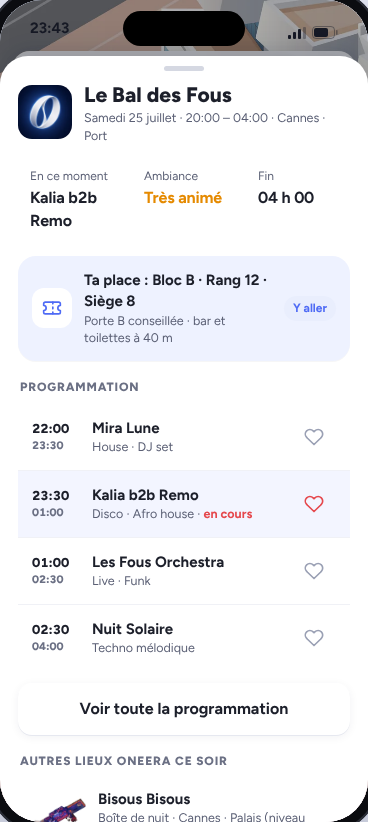 23:43
Le Bal des Fous
Samedi 25 juillet · 20:00 – 04:00 · Cannes ·
Port
En ce moment
Kalia b2b
Remo
Ambiance
Très animé
Fin
04 h 00
Ta place : Bloc B · Rang 12 ·
Siège 8
Porte B conseillée · bar et
toilettes à 40 m
Y aller
PROGRAMMATION
22:00
23:30
Mira Lune
House · DJ set
23:30
01:00
Kalia b2b Remo
Disco · Afro house · en cours
01:00
02:30
Les Fous Orchestra
Live · Funk
02:30
04:00
Nuit Solaire
Techno mélodique
Voir toute la programmation
AUTRES LIEUX ONEERA CE SOIR
Bisous Bisous
Boîte de nuit · Cannes · Palais (niveau